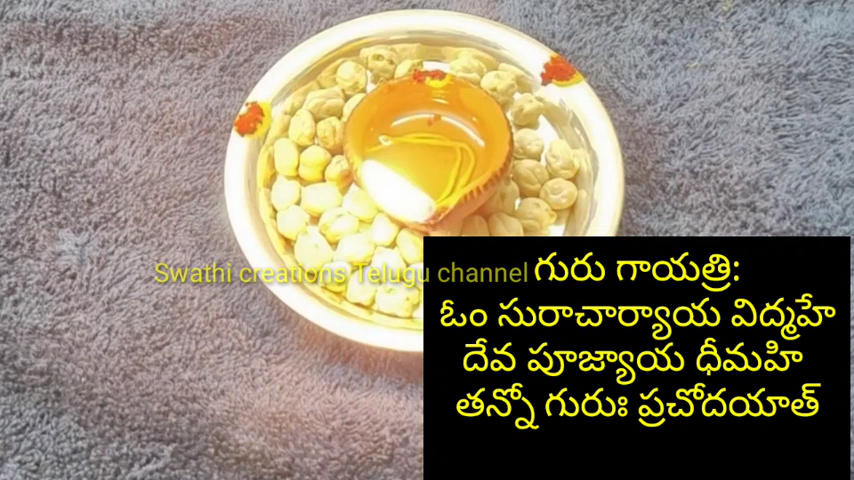 Swathi creations Telugu channel
గురు గాయత్రి:
ఓం సురాచార్యాయ విద్మహే
దేవ పూజ్యాయ ధీమహి
తన్నో గురుః ప్రచోదయాత్